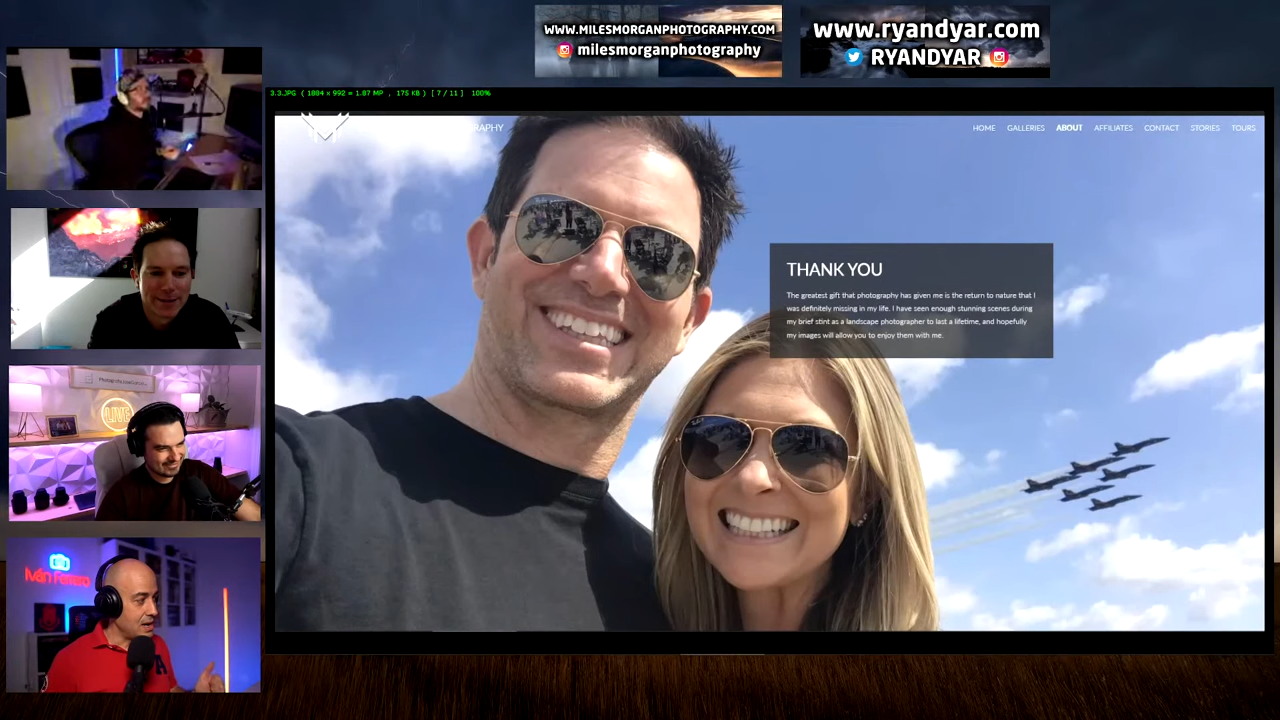 WWW.MILESMORGANPHOTOGRAPHY.COM
milesmorganphotography
www.ryandyar.com
RYANDYAR
3.3.JPG ( 1884 x 992 = 1.87 MP , 175 KB ) [ 7 / 11 ] 100%
HOME GALLERIES ABOUT AFFILIATES CONTACT STORIES TOURS
THANK YOU
The greatest gift that photography has given me is the return to nature that I
was definitely missing in my life. I have seen enough stunning scenes during
my brief stint as a landscape photographer to last a lifetime, and hopefully
my images will allow you to enjoy them with me.
LIVE
Iván Ferrero